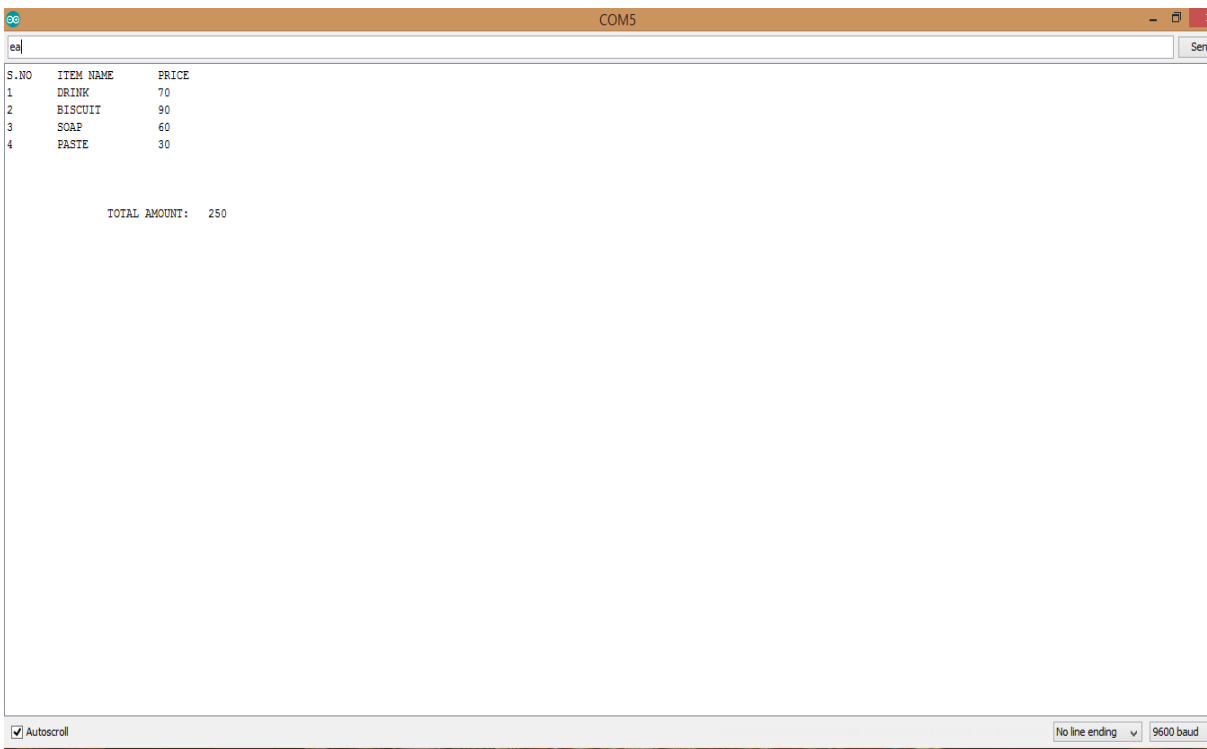 COM5
ea
Sen
S.NO ITEM NAME PRICE
1 DRINK 70
2 BISCUIT 90
3 SOAP 60
4 PASTE 30
TOTAL AMOUNT: 250
Autoscroll
No line ending
9600 baud